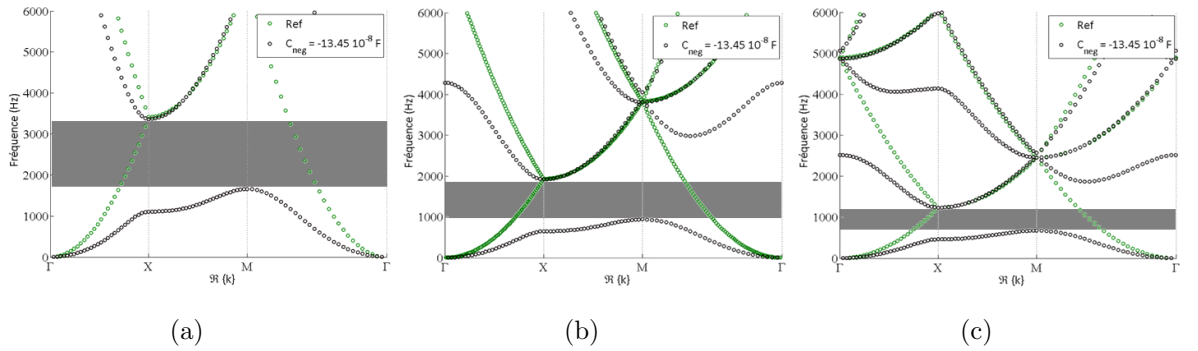 Ref
C_neg = -13.45 10^-8 F
6000
5000
4000
3000
2000
1000
0
Fréquence (Hz)
Γ
X
M
Γ
ℜ {k}
(a)
Ref
C_neg = -13.45 10^-8 F
6000
5000
4000
3000
2000
1000
0
Fréquence (Hz)
Γ
X
M
Γ
ℜ {k}
(b)
Ref
C_neg = -13.45 10^-8 F
6000
5000
4000
3000
2000
1000
0
Fréquence (Hz)
Γ
X
M
Γ
ℜ {k}
(c)